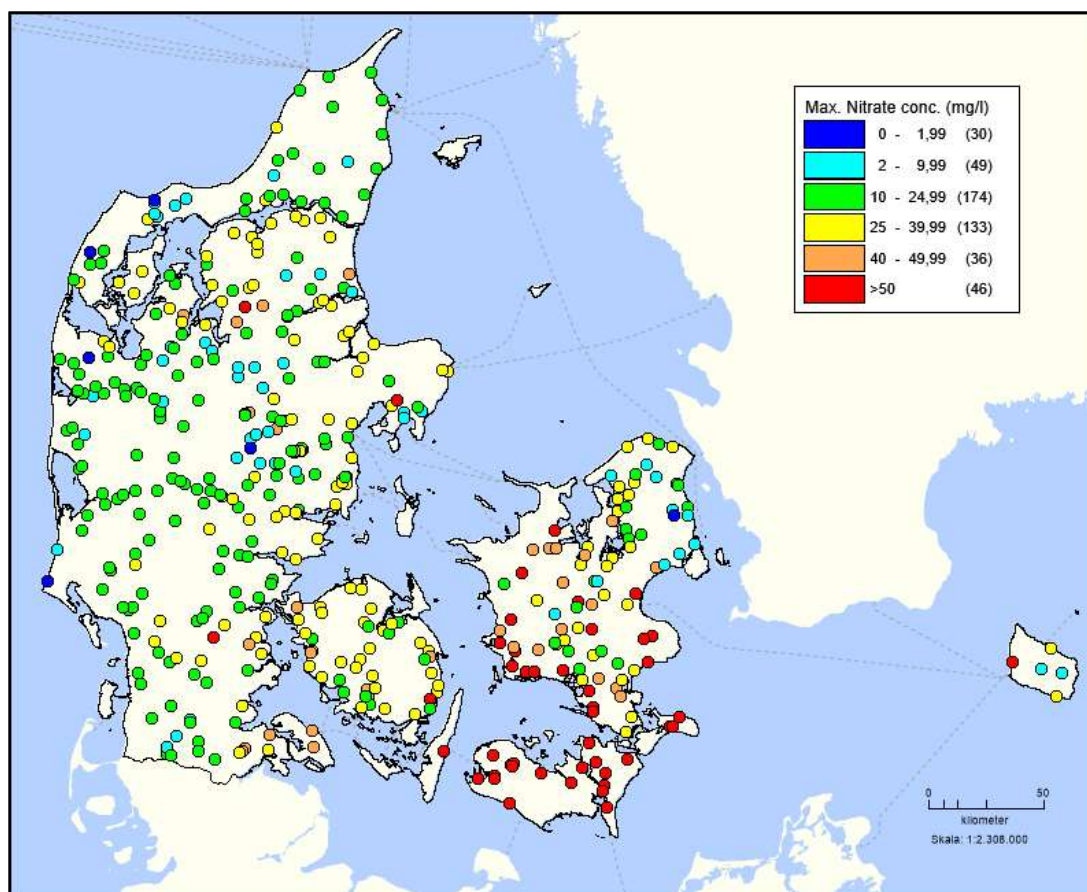 Max. Nitrate conc. (mg/l)
0 - 1,99 (30)
2 - 9,99 (49)
10 - 24,99 (174)
25 - 39,99 (133)
40 - 49,99 (36)
>50 (46)
0 50
kilometer
Skala: 1:2.308.000